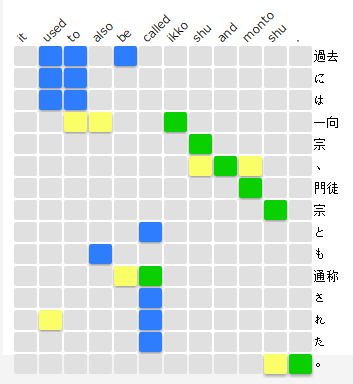 it used to also be called ikko shu and monto shu .
過去
に
は
一向
宗
、
門徒
宗
と
も
通称
さ
れ
た
。